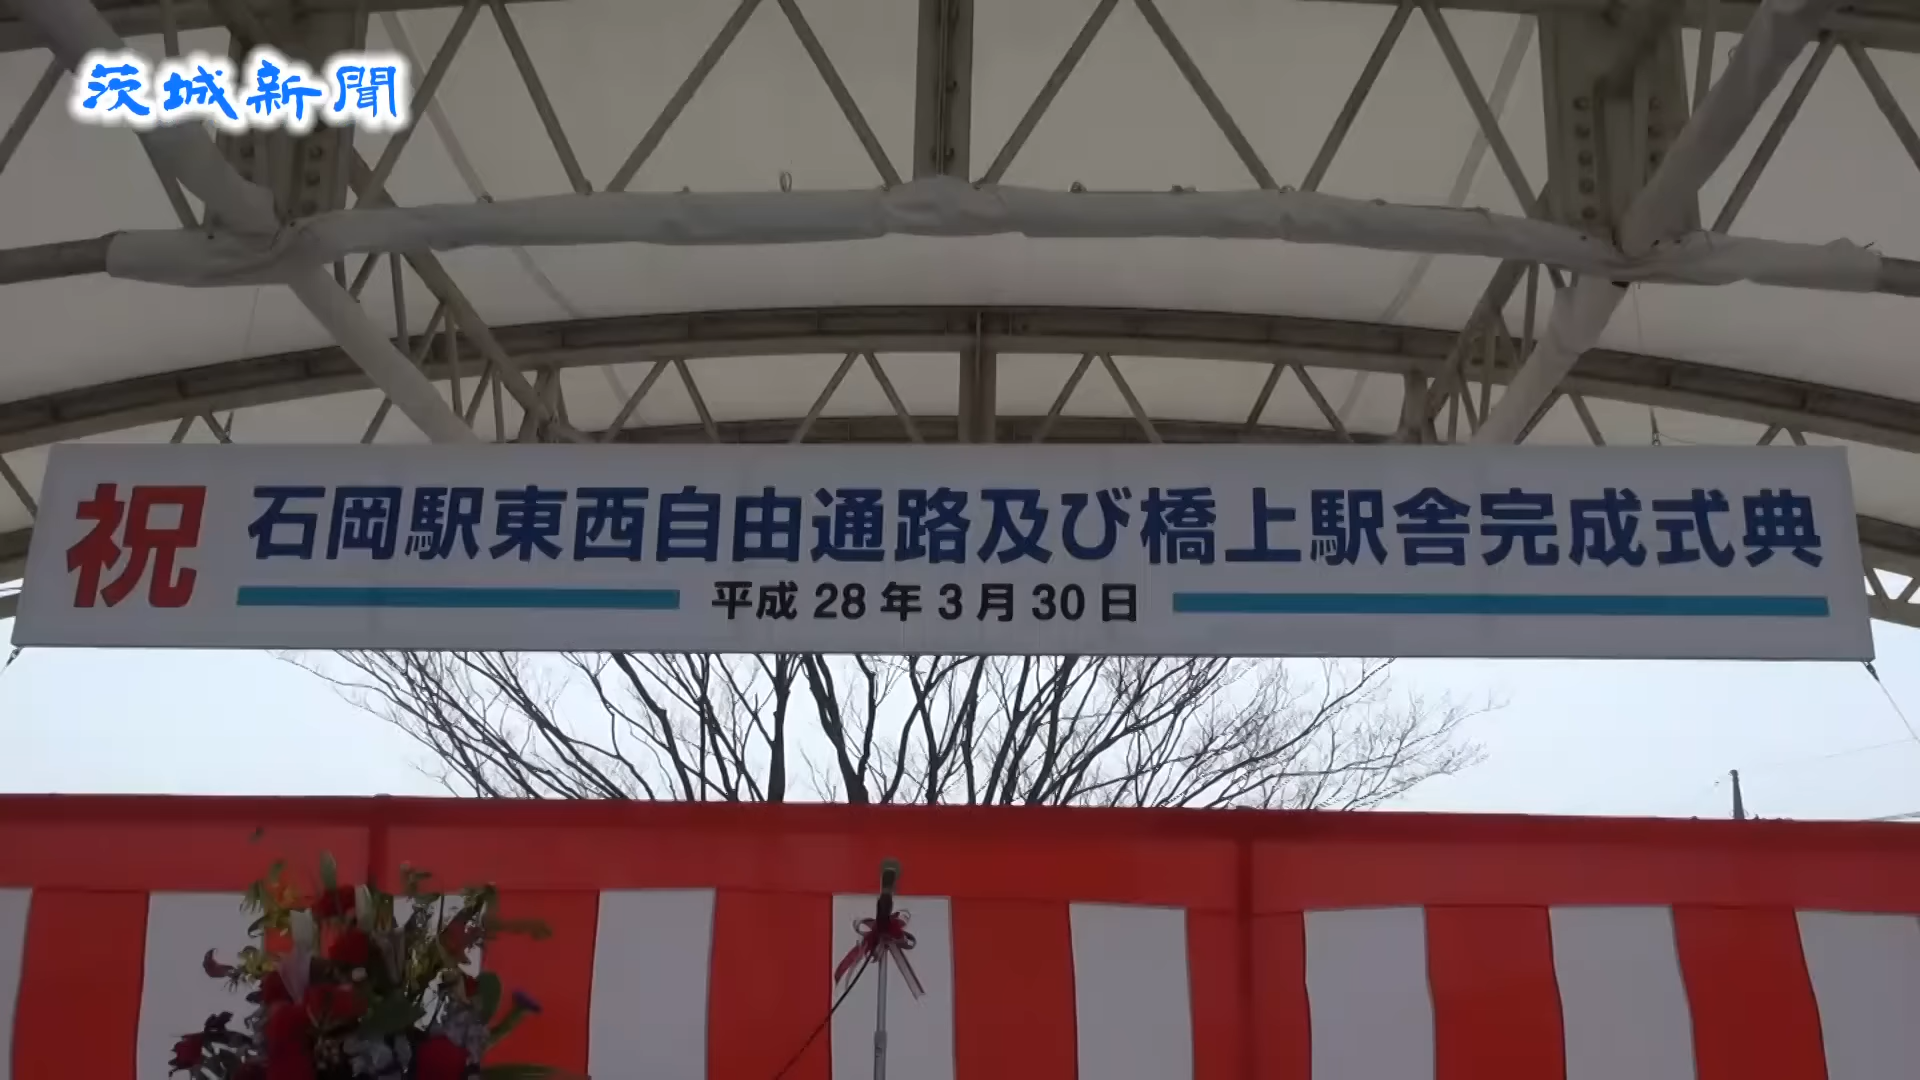 茨城新聞
祝 石岡駅東西自由通路及び橋上駅舎完成式典
平成 28 年 3 月 30 日